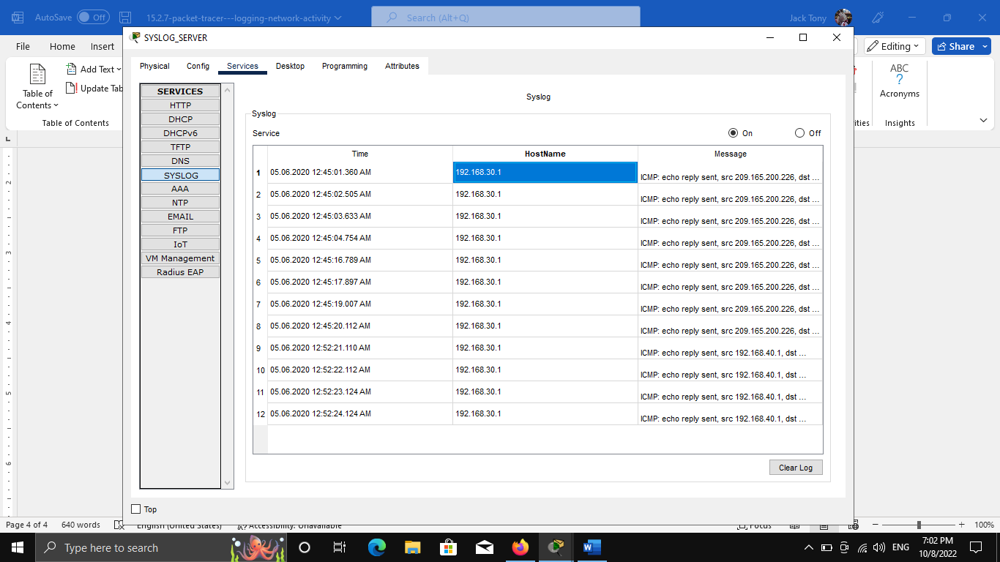 AutoSave Off 15.2.7-packet-tracer---logging-network-activity Search (Alt+Q) Jack Tony
SYSLOG_SERVER
File Home Insert Editing Share
Physical Config Services Desktop Programming Attributes
Add Text
Update Tab
Table of
Contents
Table of Contents
ABC
Acronyms
ities Insights
SERVICES
HTTP
DHCP
DHCPv6
TFTP
DNS
SYSLOG
AAA
NTP
EMAIL
FTP
IoT
VM Management
Radius EAP
Syslog
Syslog
Service On Off
Time HostName Message
1 05.06.2020 12:45:01.360 AM 192.168.30.1 ICMP: echo reply sent, src 209.165.200.226, dst ...
2 05.06.2020 12:45:02.505 AM 192.168.30.1 ICMP: echo reply sent, src 209.165.200.226, dst ...
3 05.06.2020 12:45:03.633 AM 192.168.30.1 ICMP: echo reply sent, src 209.165.200.226, dst ...
4 05.06.2020 12:45:04.754 AM 192.168.30.1 ICMP: echo reply sent, src 209.165.200.226, dst ...
5 05.06.2020 12:45:16.789 AM 192.168.30.1 ICMP: echo reply sent, src 209.165.200.226, dst ...
6 05.06.2020 12:45:17.897 AM 192.168.30.1 ICMP: echo reply sent, src 209.165.200.226, dst ...
7 05.06.2020 12:45:19.007 AM 192.168.30.1 ICMP: echo reply sent, src 209.165.200.226, dst ...
8 05.06.2020 12:45:20.112 AM 192.168.30.1 ICMP: echo reply sent, src 209.165.200.226, dst ...
9 05.06.2020 12:52:21.110 AM 192.168.30.1 ICMP: echo reply sent, src 192.168.40.1, dst ...
10 05.06.2020 12:52:22.112 AM 192.168.30.1 ICMP: echo reply sent, src 192.168.40.1, dst ...
11 05.06.2020 12:52:23.124 AM 192.168.30.1 ICMP: echo reply sent, src 192.168.40.1, dst ...
12 05.06.2020 12:52:24.124 AM 192.168.30.1 ICMP: echo reply sent, src 192.168.40.1, dst ...
Clear Log
Top
2
3
4
5
6
Page 4 of 4 640 words English (United States) Accessibility: Unavailable Focus 100%
Type here to search ENG 7:02 PM
10/8/2022